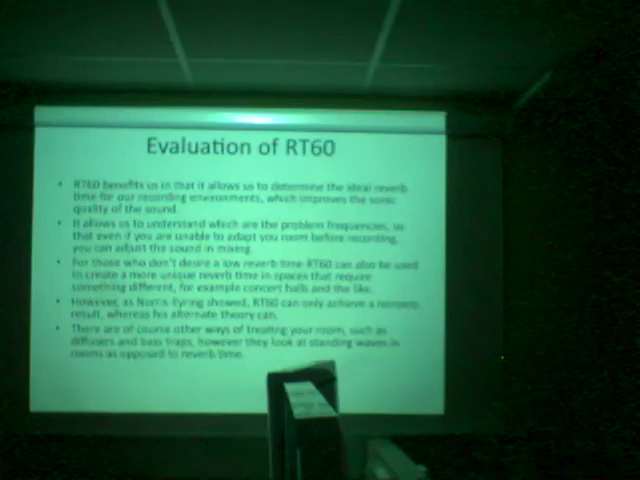 Evaluation of RT60
• RT60 benefits us in that it allows us to determine the ideal reverb
time for our recording environments, which improves the sonic
quality of the sound.
• It allows us to understand which are the problem frequencies, so
that even if you are unable to adapt you room before recording,
you can adjust the sound in mixing.
• For those who don't desire a low reverb time RT60 can also be used
to create a more unique reverb time in spaces that require
something different, for example concert halls and the like.
• However, as Norris-Eyring showed, RT60 can only achieve a nonzero
result, whereas his alternate theory can.
• There are of course other ways of treating your room, such as
diffusers and bass traps, however they look at standing waves in
rooms as opposed to reverb time.